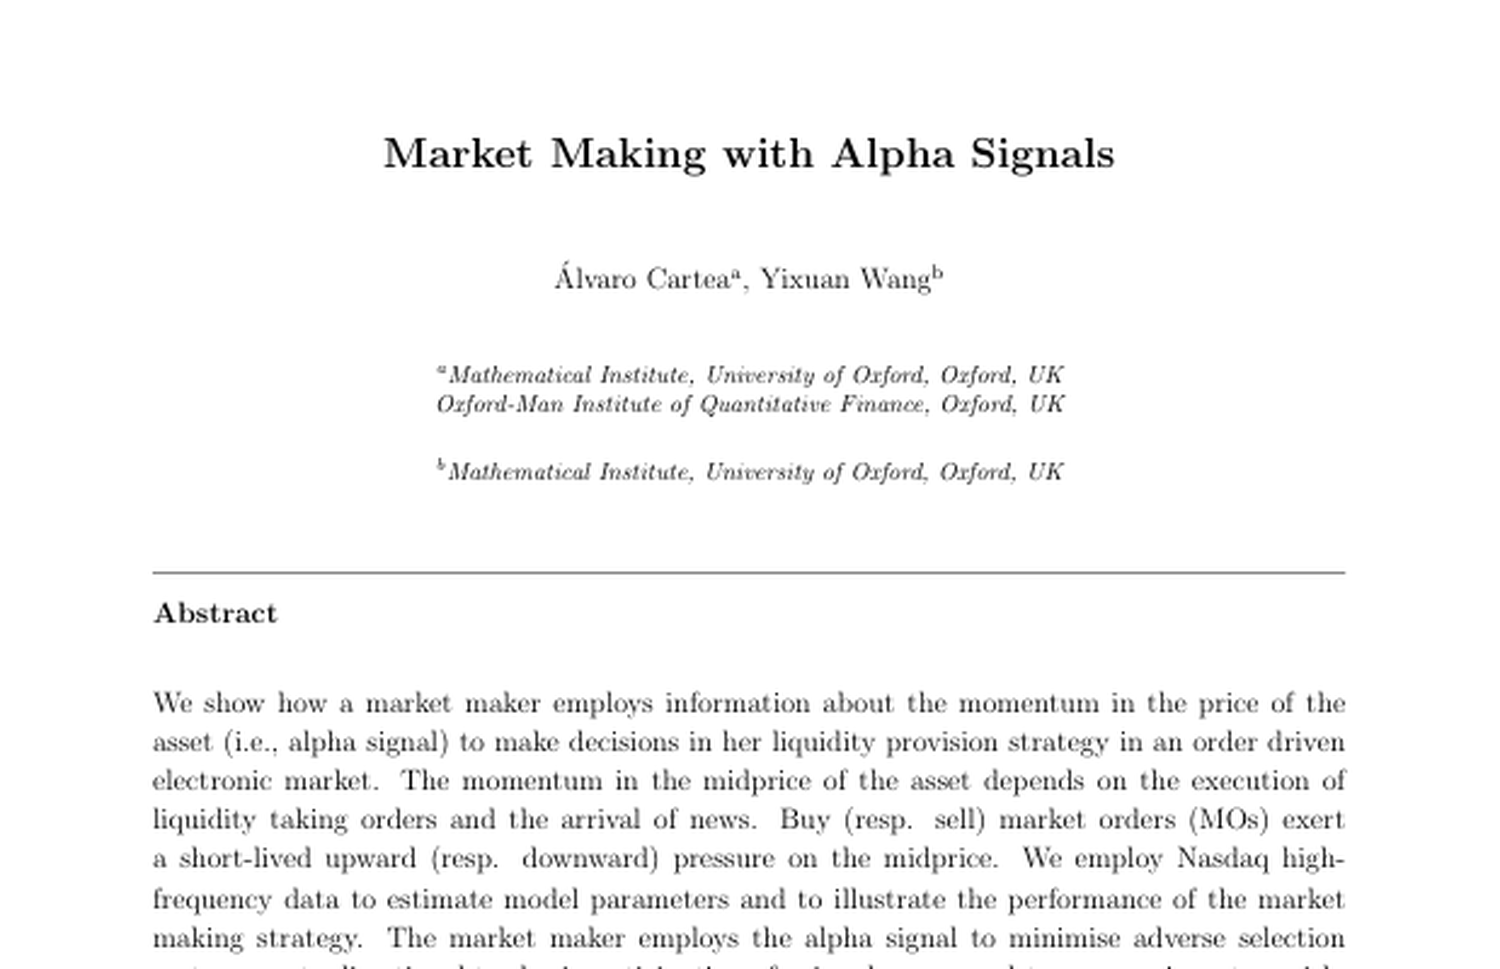 Market Making with Alpha Signals
Álvaro Carteaᵃ, Yixuan Wangᵇ
ᵃMathematical Institute, University of Oxford, Oxford, UK
Oxford-Man Institute of Quantitative Finance, Oxford, UK
ᵇMathematical Institute, University of Oxford, Oxford, UK
Abstract
We show how a market maker employs information about the momentum in the price of the
asset (i.e., alpha signal) to make decisions in her liquidity provision strategy in an order driven
electronic market. The momentum in the midprice of the asset depends on the execution of
liquidity taking orders and the arrival of news. Buy (resp. sell) market orders (MOs) exert
a short-lived upward (resp. downward) pressure on the midprice. We employ Nasdaq high-
frequency data to estimate model parameters and to illustrate the performance of the market
making strategy. The market maker employs the alpha signal to minimise adverse selection